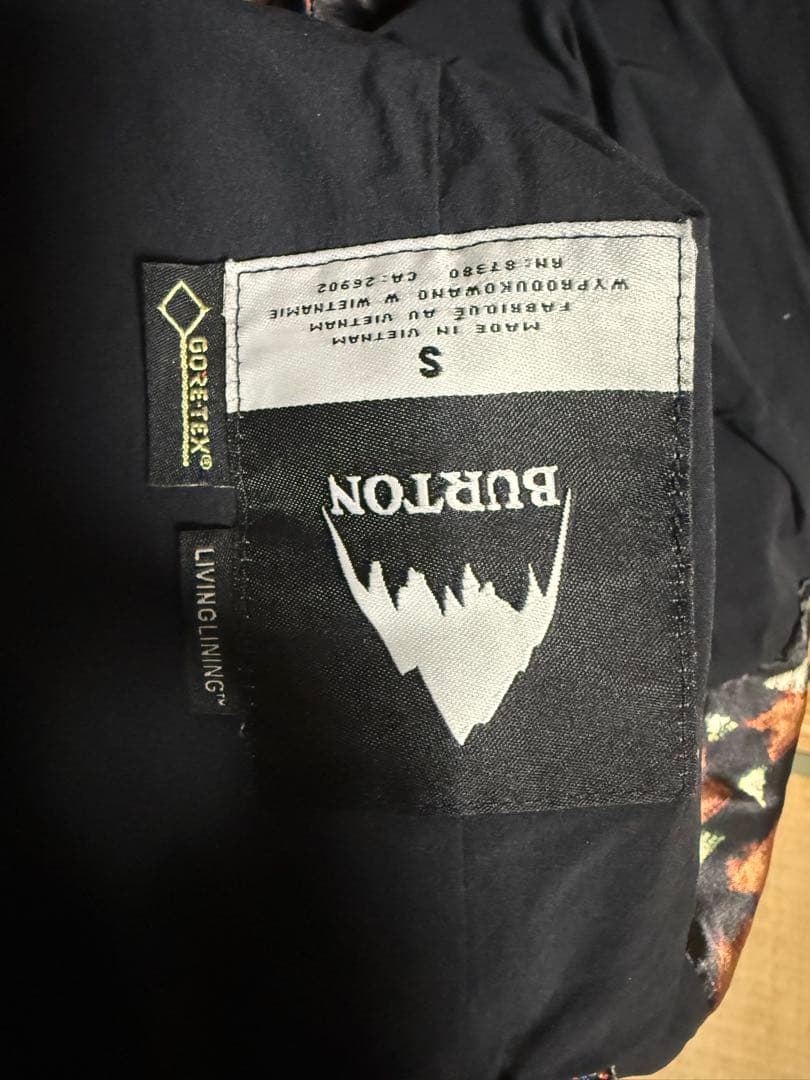 BURTON
S
MADE IN VIETNAM
FABRIQUÉ AU VIETNAM
WYPRODUKOWANO W WIETNAMIE
RN: 87380 CA: 26902
GORE-TEX®
LIVINGLINING™